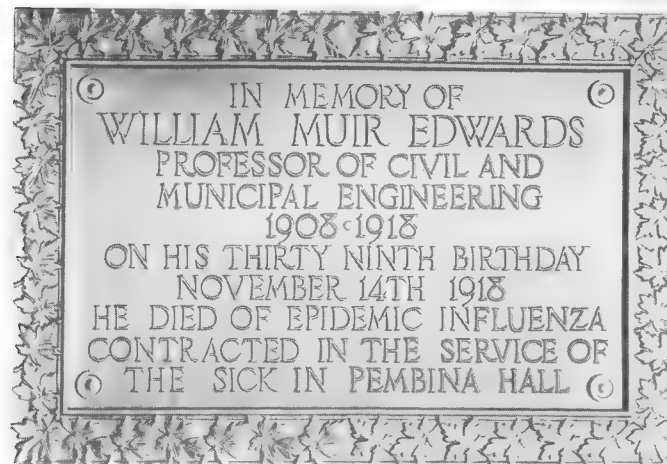 IN MEMORY OF
WILLIAM MUIR EDWARDS
PROFESSOR OF CIVIL AND
MUNICIPAL ENGINEERING
1908-1918
ON HIS THIRTY NINTH BIRTHDAY
NOVEMBER 14TH 1918
HE DIED OF EPIDEMIC INFLUENZA
CONTRACTED IN THE SERVICE OF
THE SICK IN PEMBINA HALL